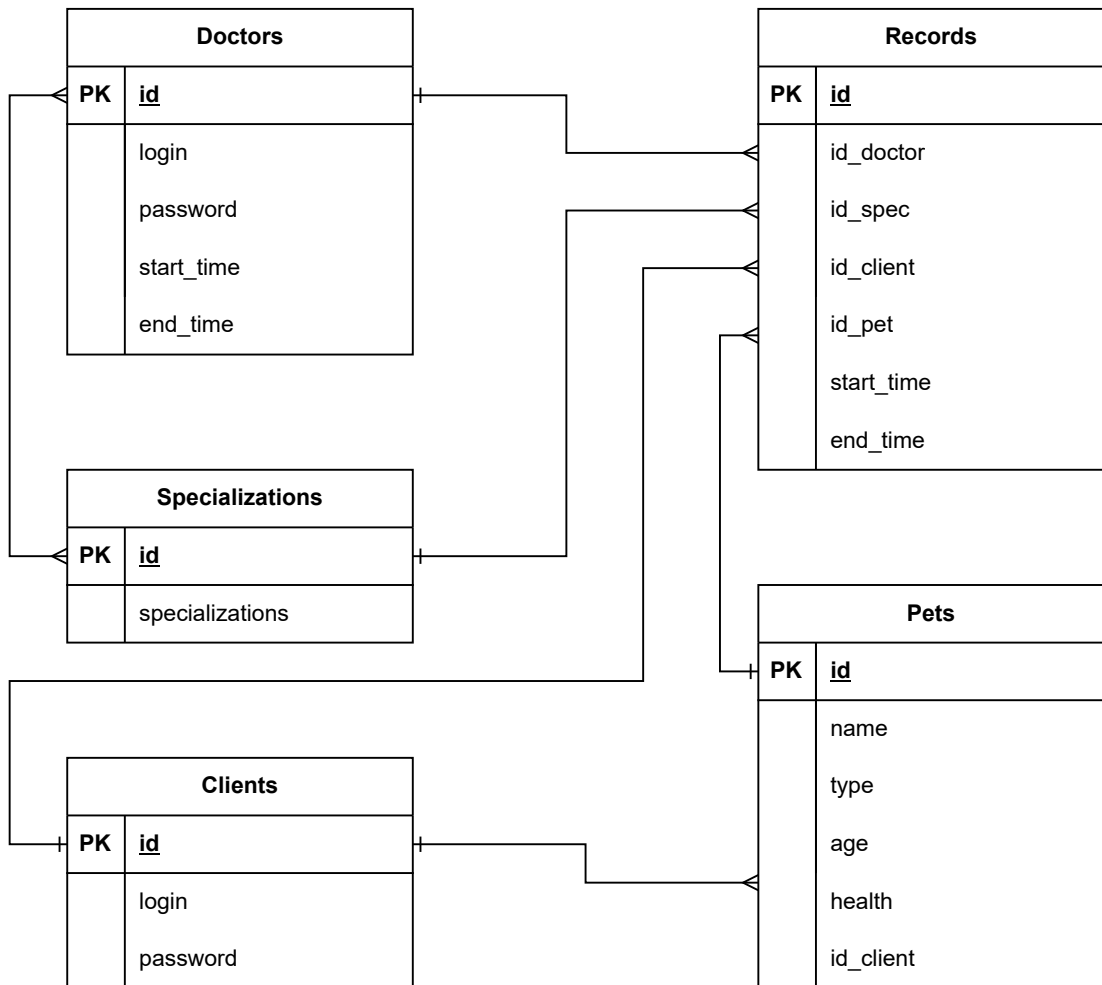 Doctors
PK id
login
password
start_time
end_time
Records
PK id
id_doctor
id_spec
id_client
id_pet
start_time
end_time
Specializations
PK id
specializations
Pets
PK id
name
type
age
health
id_client
Clients
PK id
login
password